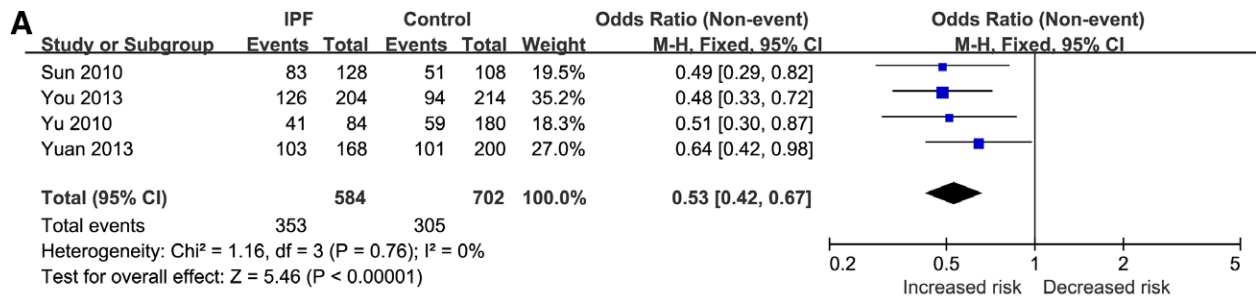 A
IPF Control Odds Ratio (Non-event) Odds Ratio (Non-event)
Study or Subgroup Events Total Events Total Weight M-H, Fixed, 95% CI M-H, Fixed, 95% CI
Sun 2010 83 128 51 108 19.5% 0.49 [0.29, 0.82]
You 2013 126 204 94 214 35.2% 0.48 [0.33, 0.72]
Yu 2010 41 84 59 180 18.3% 0.51 [0.30, 0.87]
Yuan 2013 103 168 101 200 27.0% 0.64 [0.42, 0.98]
Total (95% CI) 584 702 100.0% 0.53 [0.42, 0.67]
Total events 353 305
Heterogeneity: Chi² = 1.16, df = 3 (P = 0.76); I² = 0%
Test for overall effect: Z = 5.46 (P < 0.00001)
0.2 0.5 1 2 5
Increased risk Decreased risk